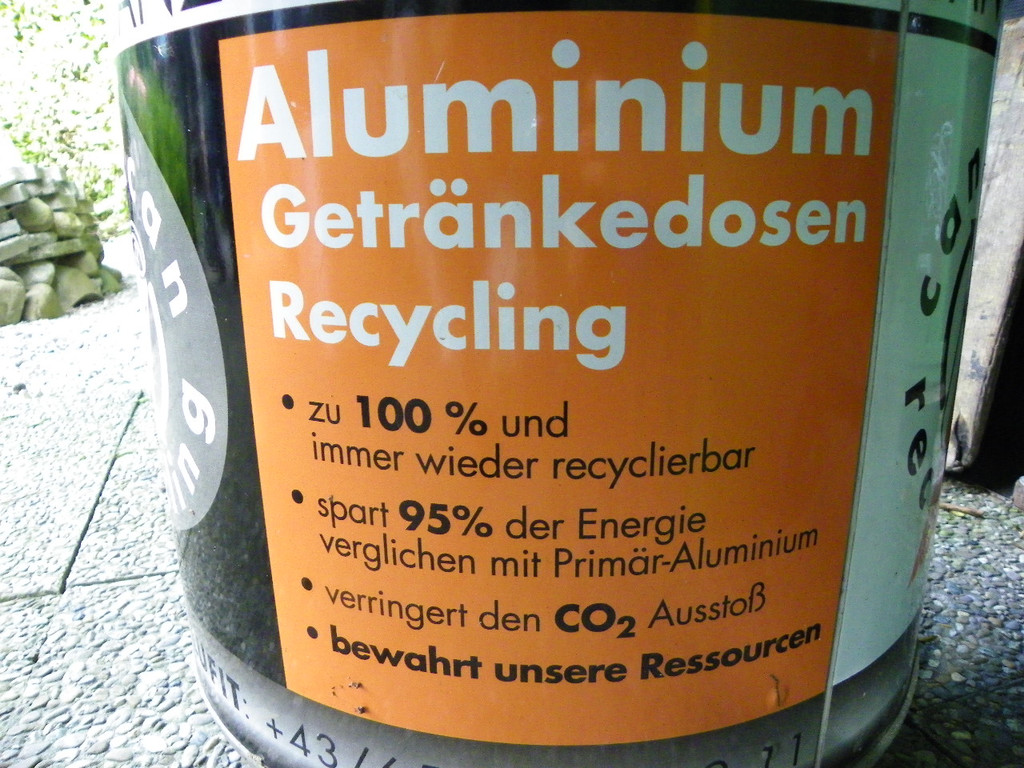 Aluminium
Getränkedosen
Recycling
• zu 100 % und
immer wieder recyclierbar
• spart 95% der Energie
verglichen mit Primär-Aluminium
• verringert den CO₂ Ausstoß
• bewahrt unsere Ressourcen